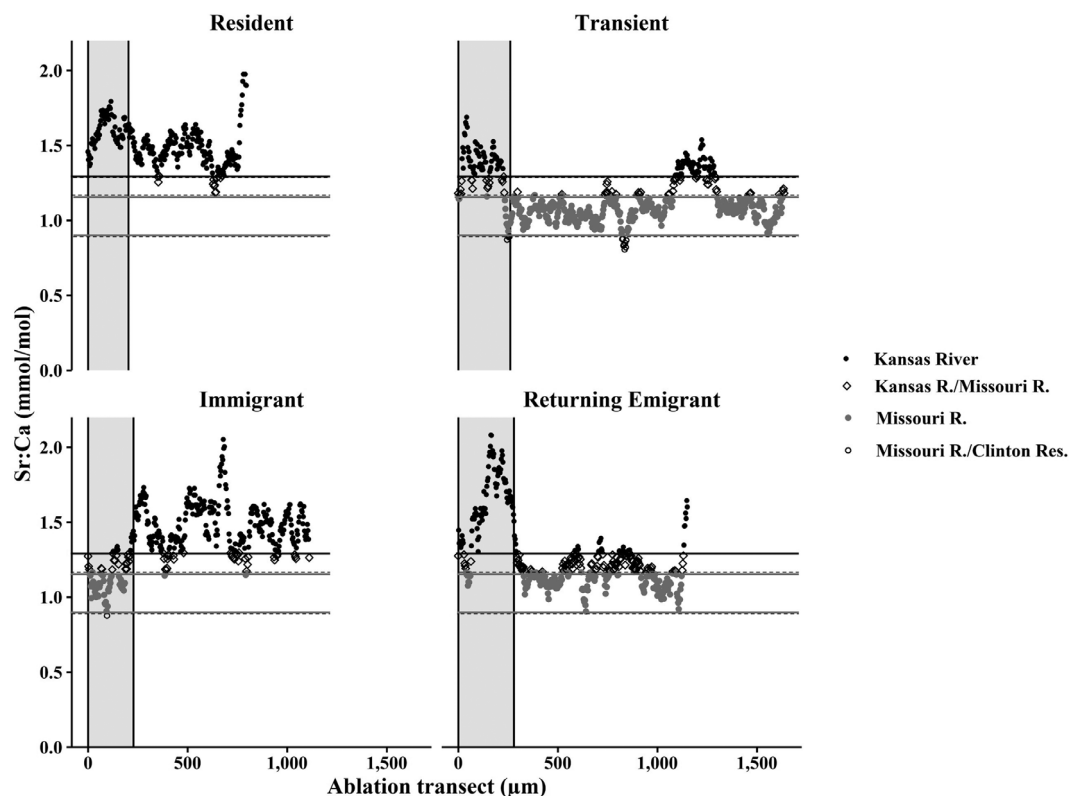 Resident
Transient
2.0
1.5
1.0
0.5
0.0
Immigrant
Returning Emigrant
2.0
1.5
1.0
0.5
0.0
Sr:Ca (mmol/mol)
0
500
1,000
1,500
0
500
1,000
1,500
Ablation transect (µm)
Kansas River
Kansas R./Missouri R.
Missouri R.
Missouri R./Clinton Res.